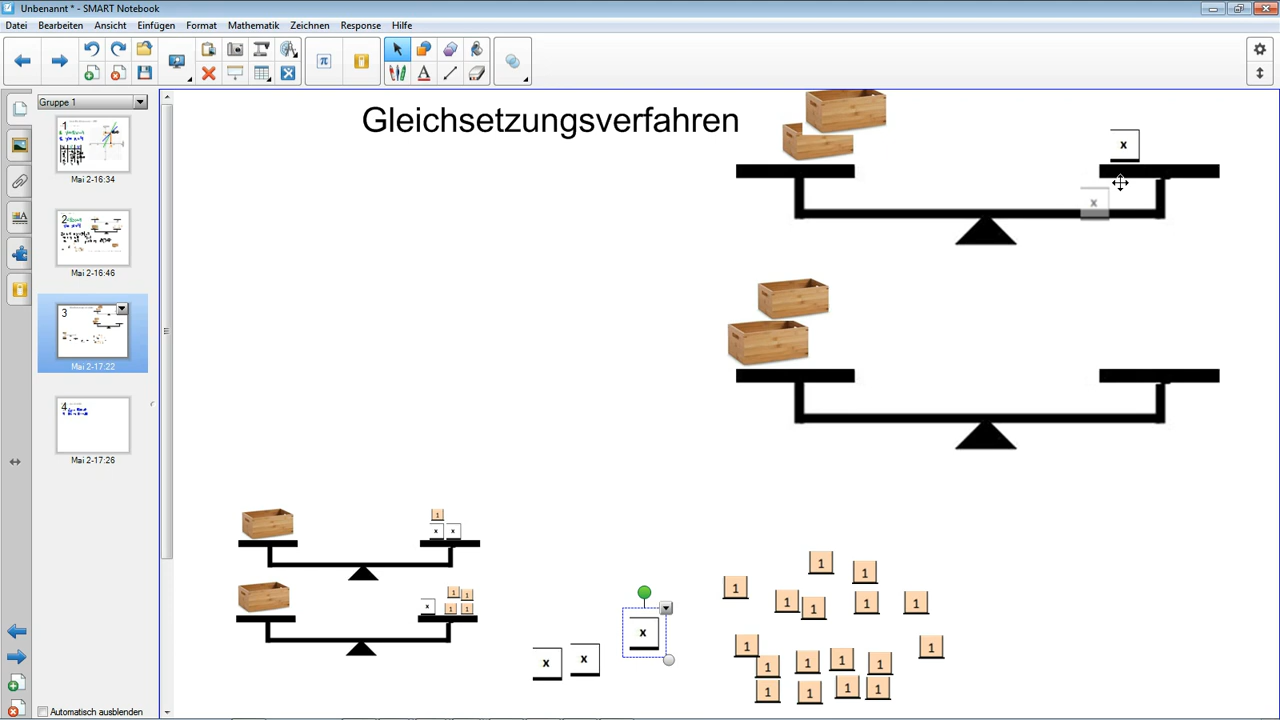 Unbenannt * - SMART Notebook
Datei Bearbeiten Ansicht Einfügen Format Mathematik Zeichnen Response Hilfe
π
A
Gruppe 1
1
Mai 2-16:34
2
Mai 2-16:46
3
Mai 2-17:22
4
Mai 2-17:26
Automatisch ausblenden
Gleichsetzungsverfahren
x
x
1
x x
1 1
x 1 1
x
x x
1 1
1 1 1 1 1
1 1
1 1 1 1
1 1 1 1